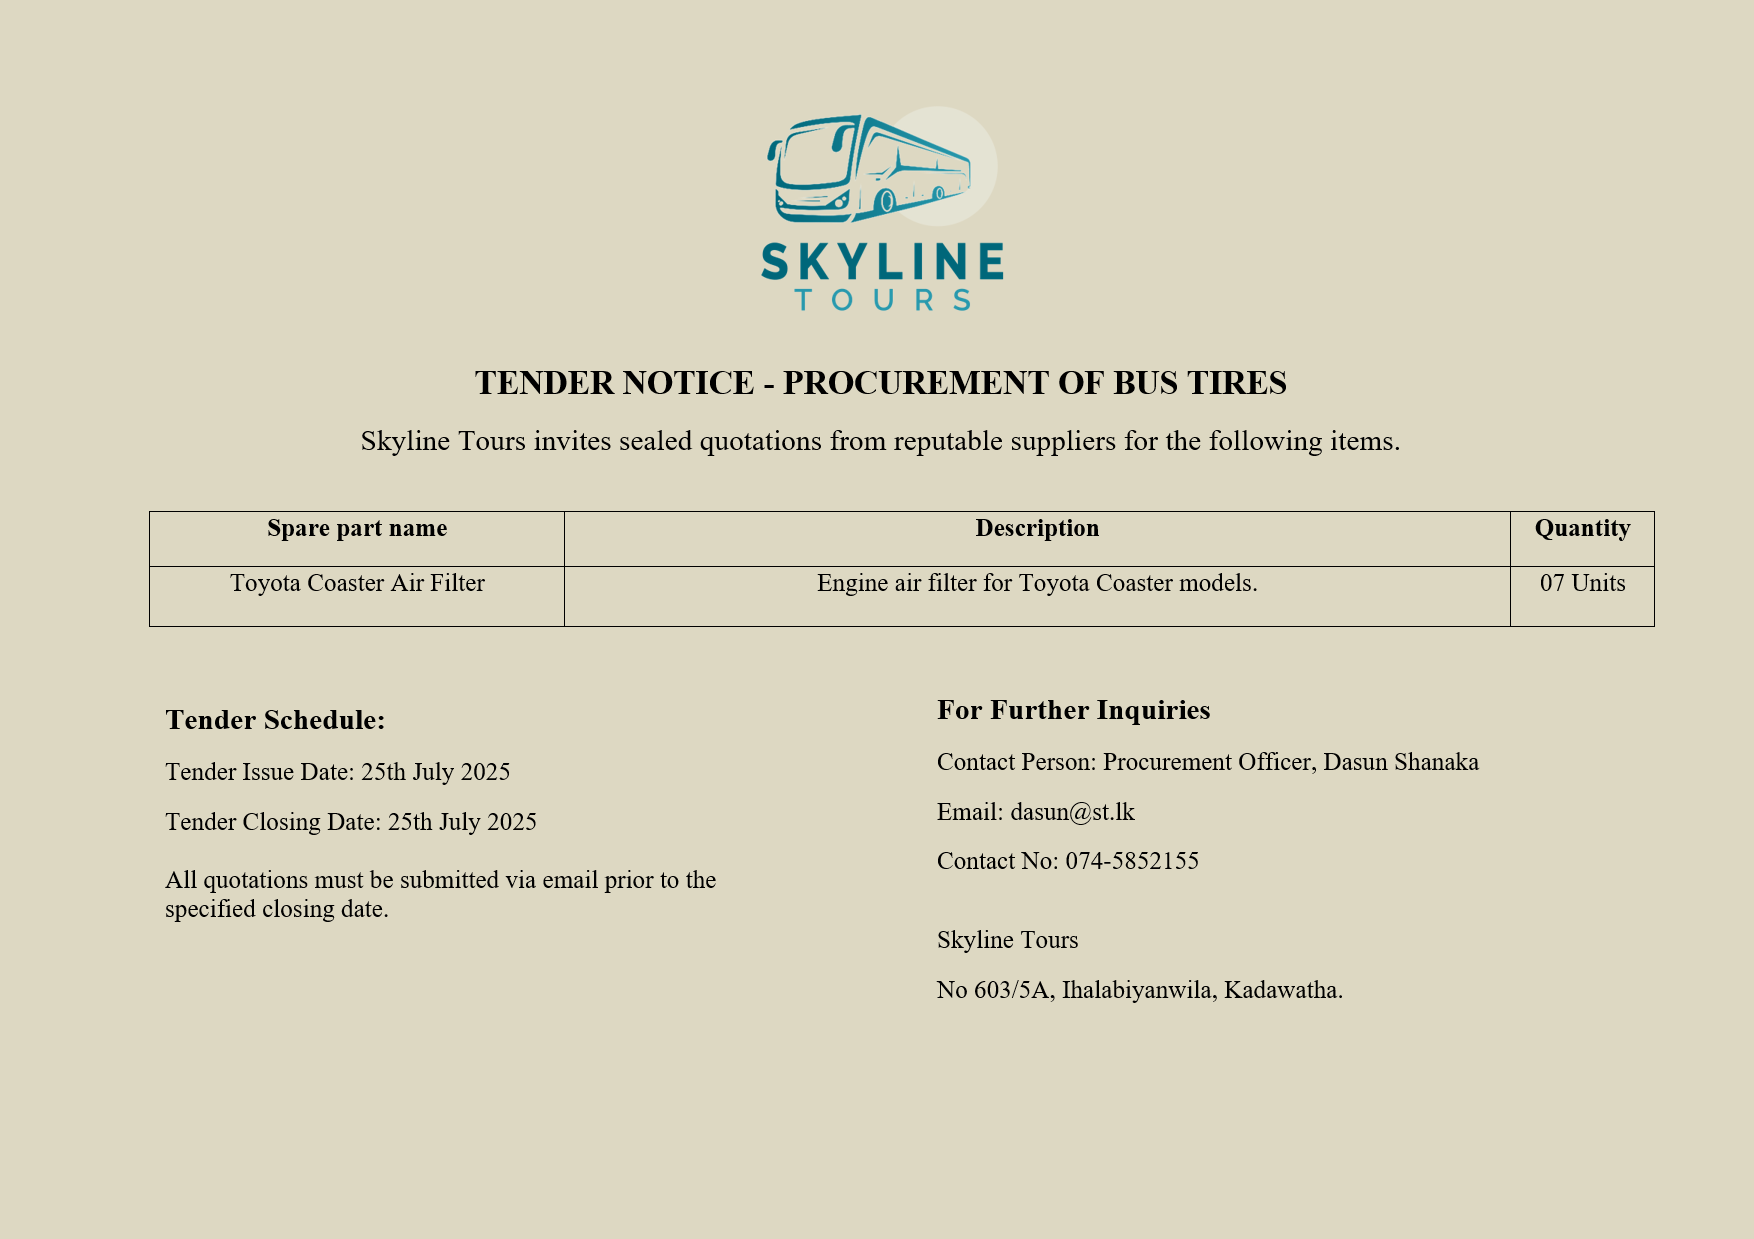 SKYLINE
TOURS
TENDER NOTICE - PROCUREMENT OF BUS TIRES
Skyline Tours invites sealed quotations from reputable suppliers for the following items.
Spare part name Description Quantity
Toyota Coaster Air Filter Engine air filter for Toyota Coaster models. 07 Units
Tender Schedule:
Tender Issue Date: 25th July 2025
Tender Closing Date: 25th July 2025
All quotations must be submitted via email prior to the
specified closing date.
For Further Inquiries
Contact Person: Procurement Officer, Dasun Shanaka
Email: dasun@st.lk
Contact No: 074-5852155
Skyline Tours
No 603/5A, Ihalabiyanwila, Kadawatha.